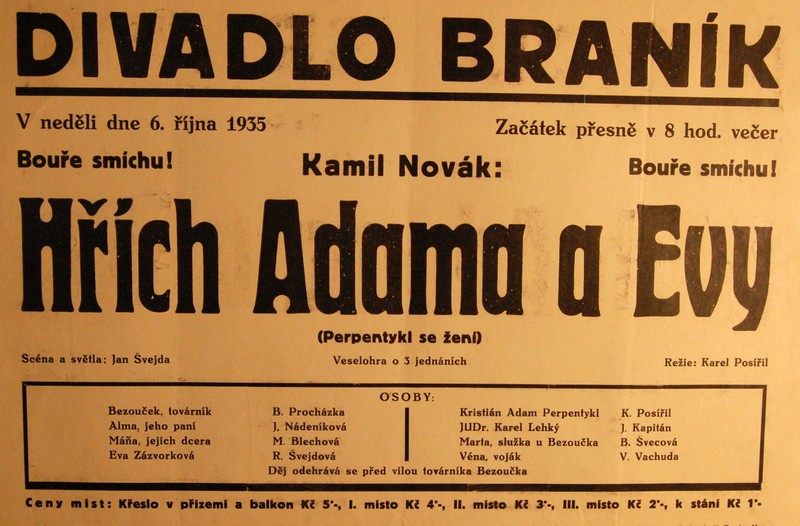 DIVADLO BRANÍK
V neděli dne 6. října 1935 Začátek přesně v 8 hod. večer
Bouře smíchu! Kamil Novák: Bouře smíchu!
Hřích Adama a Evy
(Perpentykl se žení)
Scéna a světla: Jan Švejda Veselohra o 3 jednáních Režie: Karel Posířil
OSOBY:
Bezouček, továrník B. Procházka Kristián Adam Perpentykl K. Posířil
Alma, jeho paní J. Nádeníková JUDr. Karel Lehký J. Kapitán
Máňa, jejich dcera M. Blechová Marta, služka u Bezoučka B. Švecová
Eva Zázvorková R. Švejdová Véna, voják V. Vachuda
Děj odehrává se před vilou továrníka Bezoučka
Ceny míst: Křeslo v přízemí a balkon Kč 5·-, I. místo Kč 4·-, II. místo Kč 3·-, III. místo Kč 2·-, k stání Kč 1·-